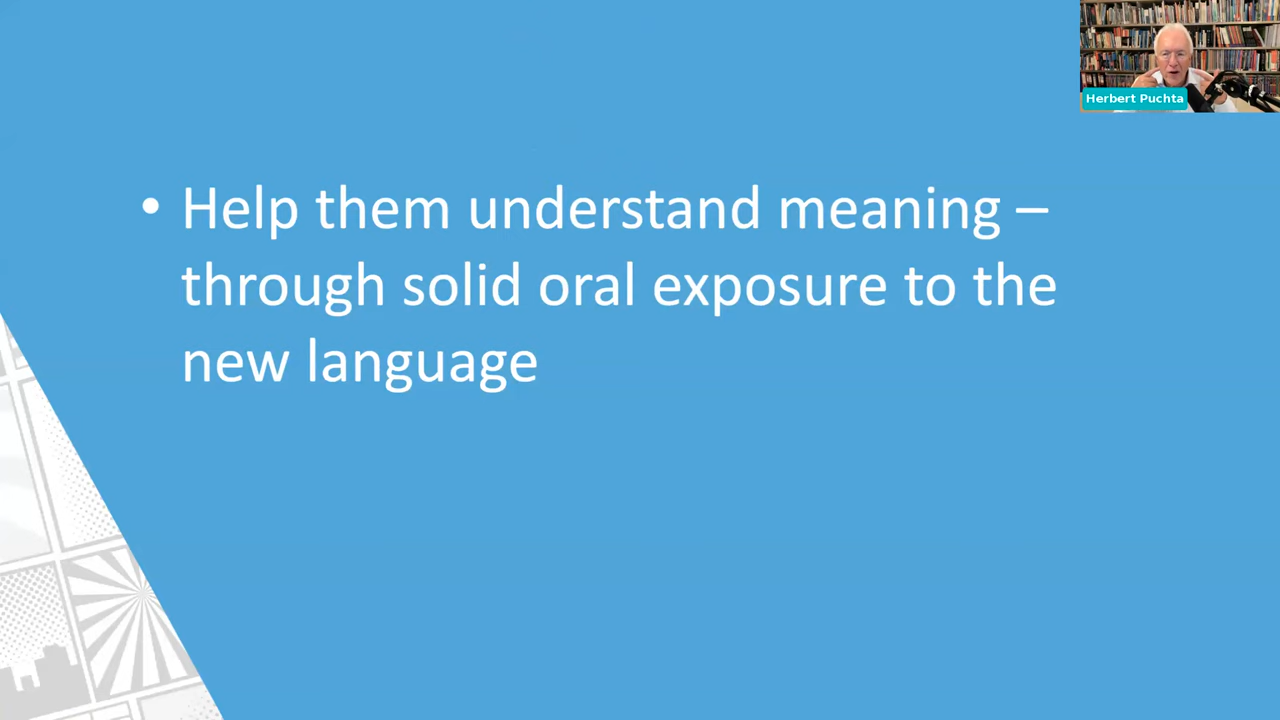 Herbert Puchta
• Help them understand meaning –
through solid oral exposure to the
new language